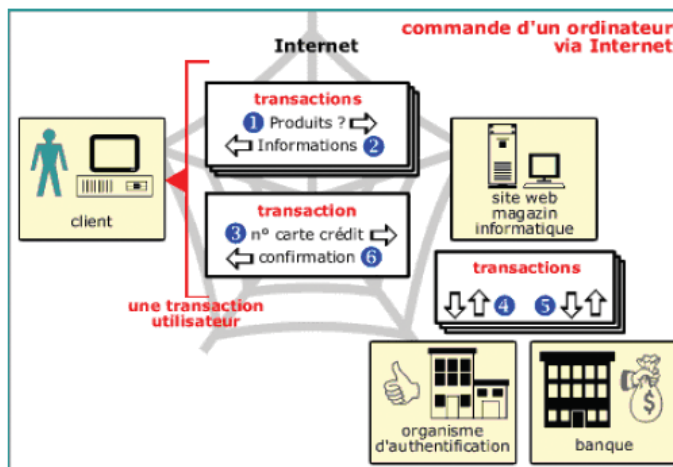 commande d'un ordinateur
via Internet
Internet
transactions
1 Produits ?
Informations 2
client
site web
magazin
informatique
transaction
3 n° carte crédit
confirmation 6
une transaction
utilisateur
transactions
4 5
$
organisme
d'authentification
banque